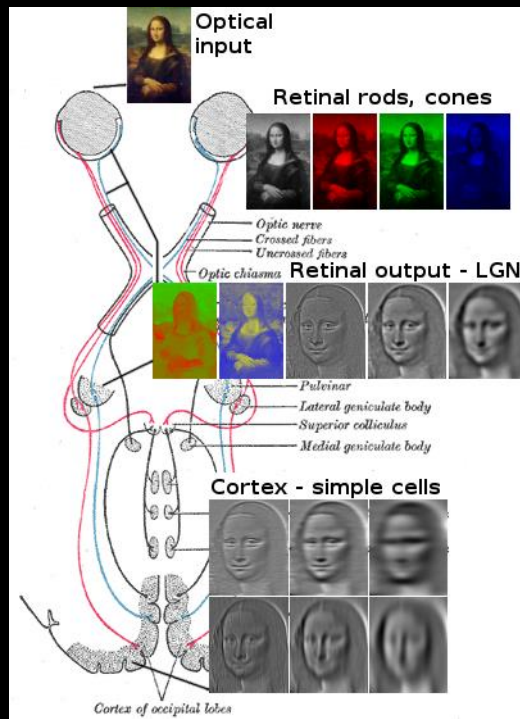 Optical
input
Retinal rods, cones
Optic nerve
Crossed fibers
Uncrossed fibers
Optic chiasma
Retinal output - LGN
Pulvinar
Lateral geniculate body
Superior colliculus
Medial geniculate body
Cortex - simple cells
Cortex of occipital lobes